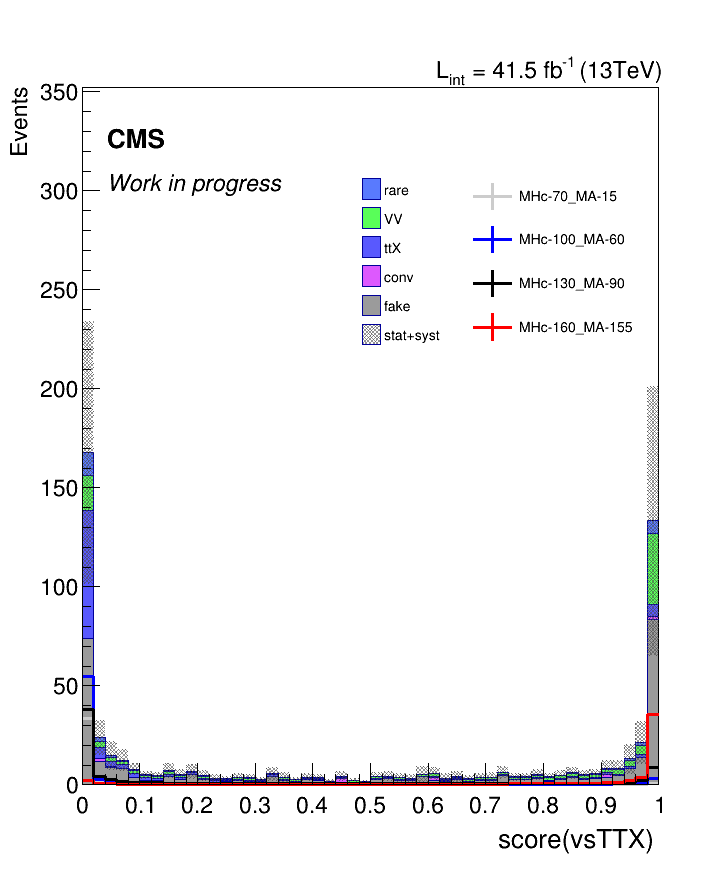 L_int = 41.5 fb^-1 (13TeV)
Events
CMS
Work in progress
rare
VV
ttX
conv
fake
stat+syst
MHc-70_MA-15
MHc-100_MA-60
MHc-130_MA-90
MHc-160_MA-155
350
300
250
200
150
100
50
0
0 0.1 0.2 0.3 0.4 0.5 0.6 0.7 0.8 0.9 1
score(vsTTX)